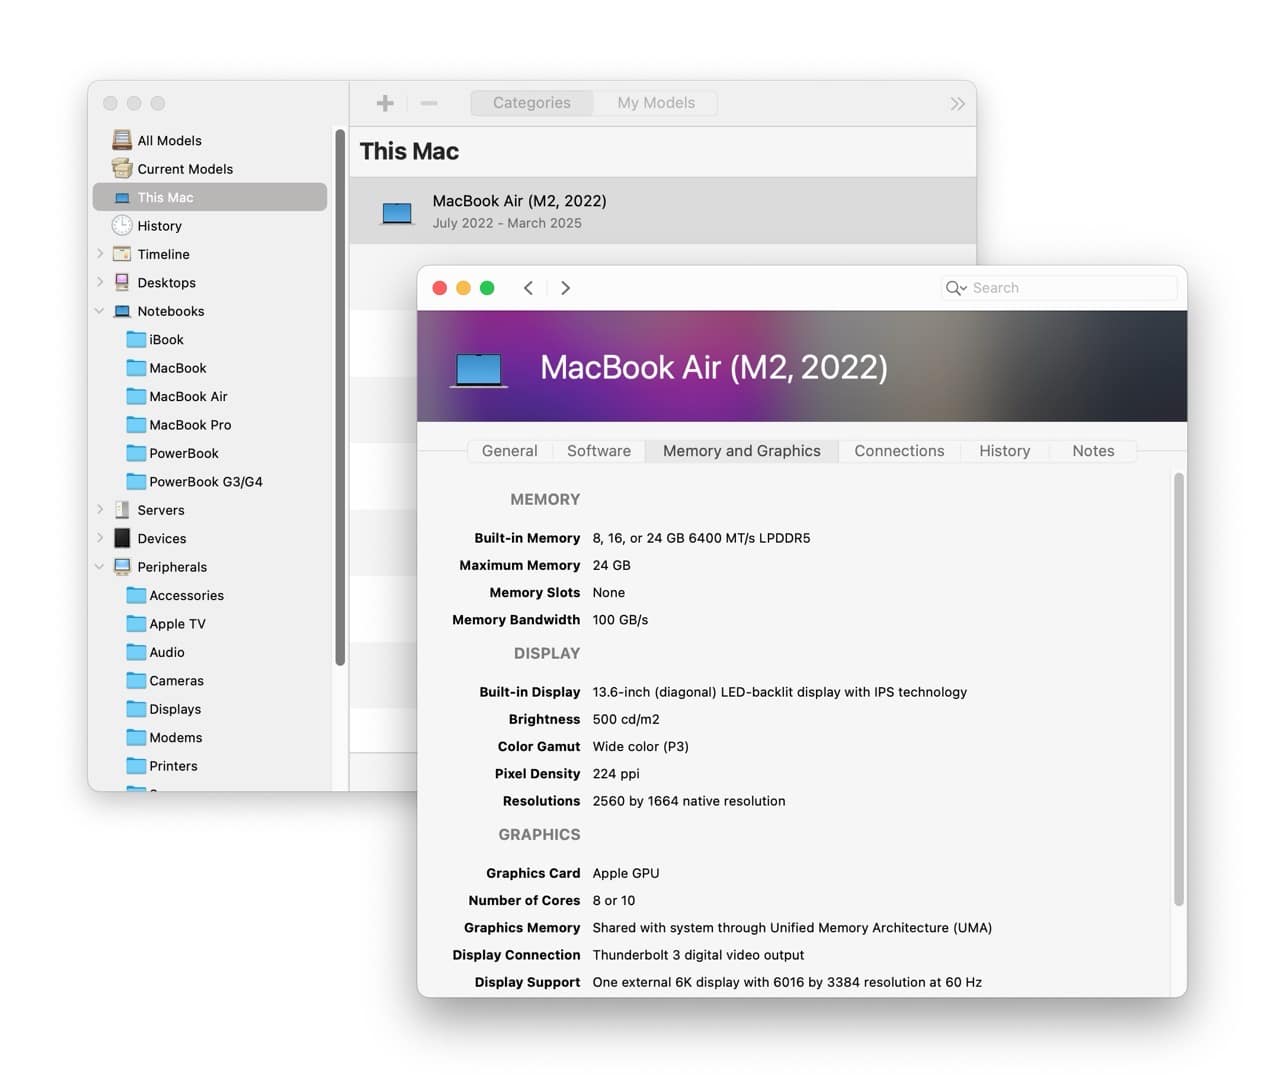 Categories
My Models
All Models
Current Models
This Mac
History
Timeline
Desktops
Notebooks
iBook
MacBook
MacBook Air
MacBook Pro
PowerBook
PowerBook G3/G4
Servers
Devices
Peripherals
Accessories
Apple TV
Audio
Cameras
Displays
Modems
Printers
This Mac
MacBook Air (M2, 2022)
July 2022 – March 2025
Search
MacBook Air (M2, 2022)
General
Software
Memory and Graphics
Connections
History
Notes
MEMORY
Built-in Memory 8, 16, or 24 GB 6400 MT/s LPDDR5
Maximum Memory 24 GB
Memory Slots None
Memory Bandwidth 100 GB/s
DISPLAY
Built-in Display 13.6-inch (diagonal) LED-backlit display with IPS technology
Brightness 500 cd/m2
Color Gamut Wide color (P3)
Pixel Density 224 ppi
Resolutions 2560 by 1664 native resolution
GRAPHICS
Graphics Card Apple GPU
Number of Cores 8 or 10
Graphics Memory Shared with system through Unified Memory Architecture (UMA)
Display Connection Thunderbolt 3 digital video output
Display Support One external 6K display with 6016 by 3384 resolution at 60 Hz